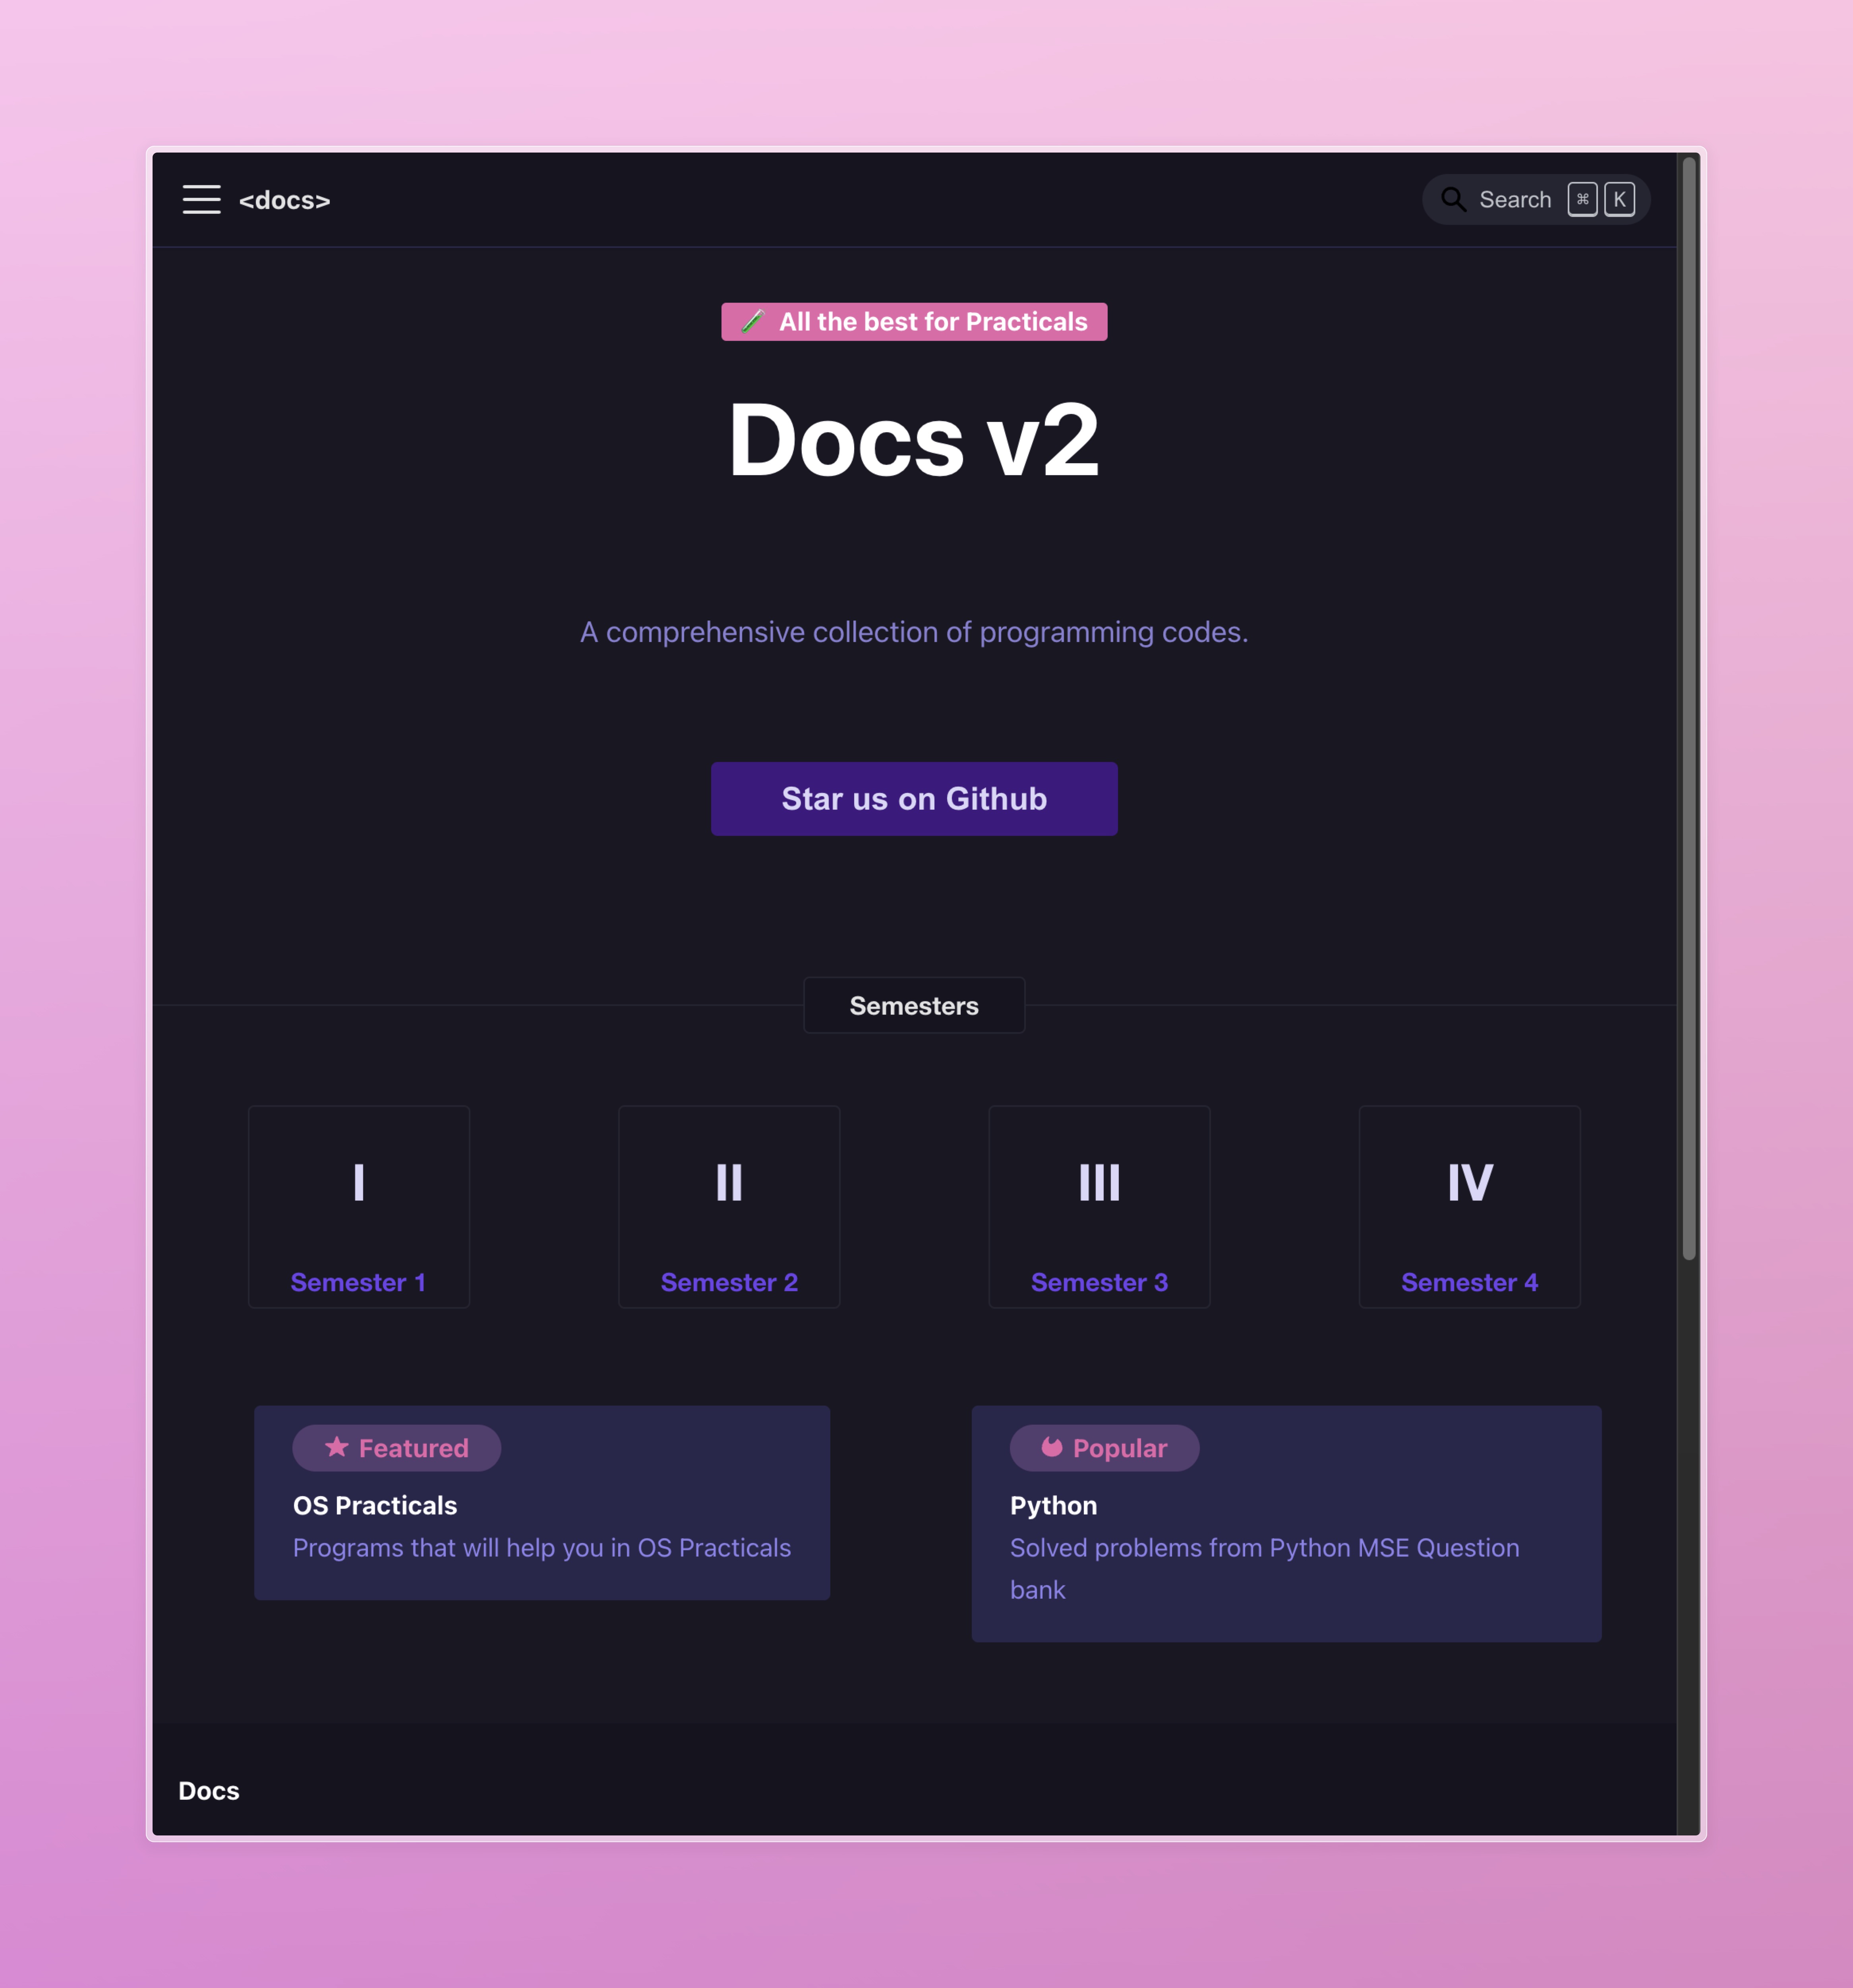 <docs>
Search ⌘ K
All the best for Practicals
Docs v2
A comprehensive collection of programming codes.
Star us on Github
Semesters
I
II
III
IV
Semester 1
Semester 2
Semester 3
Semester 4
Featured
OS Practicals
Programs that will help you in OS Practicals
Popular
Python
Solved problems from Python MSE Question
bank
Docs